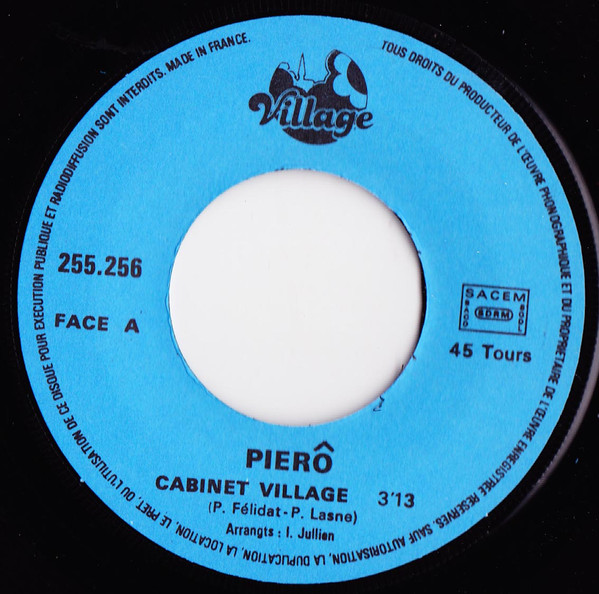 TOUS DROITS DU PRODUCTEUR DE L'ŒUVRE PHONOGRAPHIQUE ET DU PROPRIETAIRE DE L'ŒUVRE ENREGISTREE RESERVES. SAUF AUTORISATION, LA DUPLICATION, LA LOCATION, LE PRET, OU L'UTILISATION DE CE DISQUE POUR EXECUTION PUBLIQUE ET RADIODIFFUSION SONT INTERDITS. MADE IN FRANCE.
Village
255.256
FACE A
SACEM
SACD SDRM SGDL
45 Tours
PIERÔ
CABINET VILLAGE 3'13
(P. Félidat-P. Lasne)
Arrangts : I. Jullien